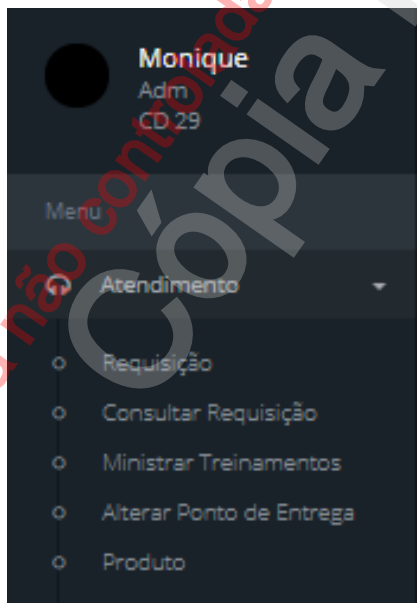 Monique
Adm
CD 29
Menu
Atendimento
Requisição
Consultar Requisição
Ministrar Treinamentos
Alterar Ponto de Entrega
Produto
Cópia
não controlada